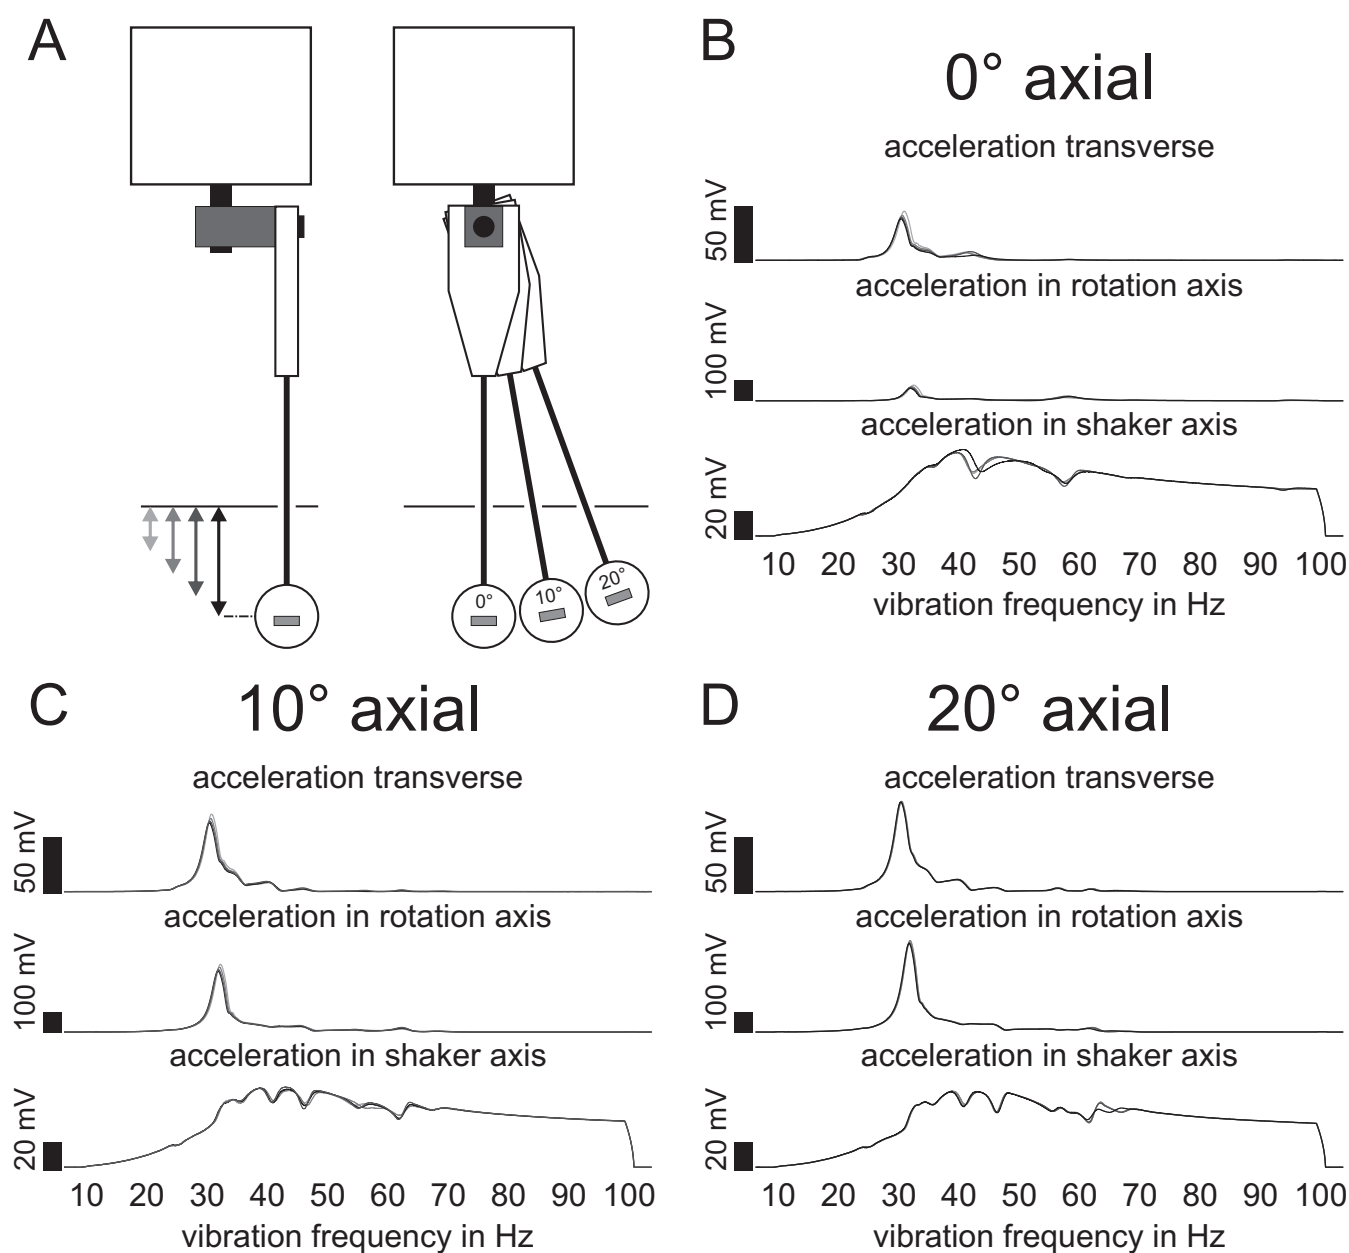 A
0°
10°
20°
B
0° axial
acceleration transverse
50 mV
acceleration in rotation axis
100 mV
acceleration in shaker axis
20 mV
10 20 30 40 50 60 70 80 90 100
vibration frequency in Hz
C
10° axial
acceleration transverse
50 mV
acceleration in rotation axis
100 mV
acceleration in shaker axis
20 mV
10 20 30 40 50 60 70 80 90 100
vibration frequency in Hz
D
20° axial
acceleration transverse
50 mV
acceleration in rotation axis
100 mV
acceleration in shaker axis
20 mV
10 20 30 40 50 60 70 80 90 100
vibration frequency in Hz